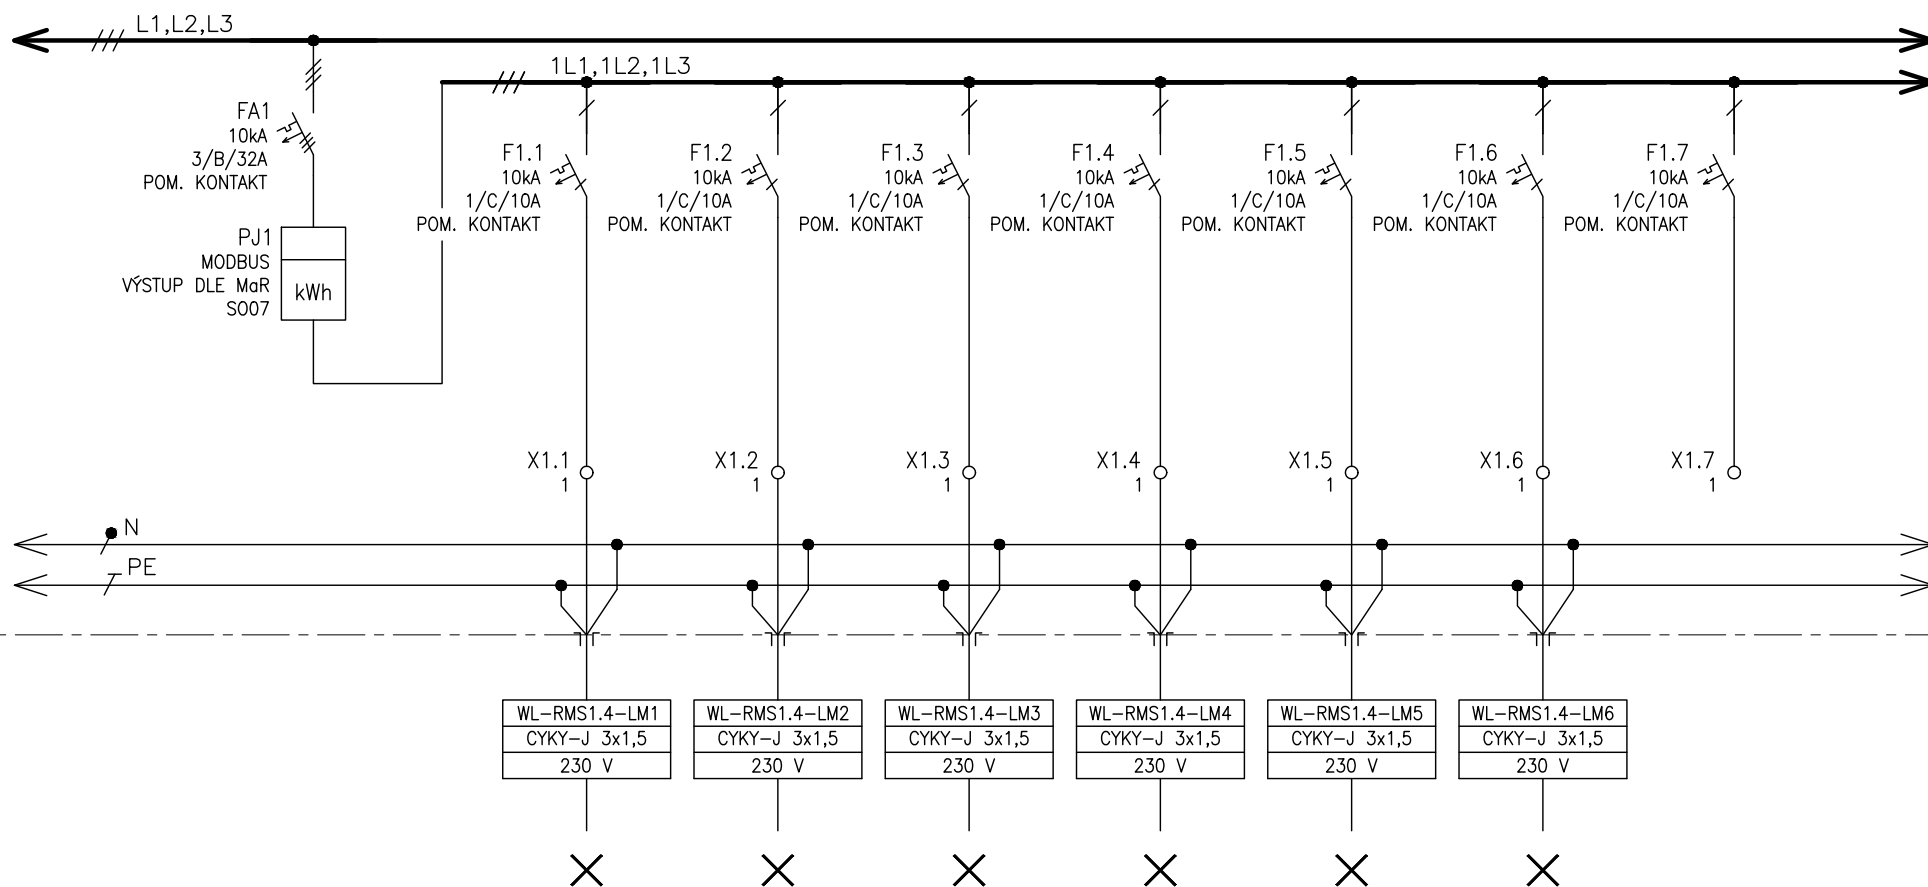 L1,L2,L3
1L1,1L2,1L3
FA1
10kA
3/B/32A
POM. KONTAKT
PJ1
MODBUS
VÝSTUP DLE MaR
SO07
kWh
F1.1
10kA
1/C/10A
POM. KONTAKT
F1.2
10kA
1/C/10A
POM. KONTAKT
F1.3
10kA
1/C/10A
POM. KONTAKT
F1.4
10kA
1/C/10A
POM. KONTAKT
F1.5
10kA
1/C/10A
POM. KONTAKT
F1.6
10kA
1/C/10A
POM. KONTAKT
F1.7
10kA
1/C/10A
POM. KONTAKT
X1.1
1
X1.2
1
X1.3
1
X1.4
1
X1.5
1
X1.6
1
X1.7
1
N
PE
WL-RMS1.4-LM1
CYKY-J 3x1,5
230 V
WL-RMS1.4-LM2
CYKY-J 3x1,5
230 V
WL-RMS1.4-LM3
CYKY-J 3x1,5
230 V
WL-RMS1.4-LM4
CYKY-J 3x1,5
230 V
WL-RMS1.4-LM5
CYKY-J 3x1,5
230 V
WL-RMS1.4-LM6
CYKY-J 3x1,5
230 V